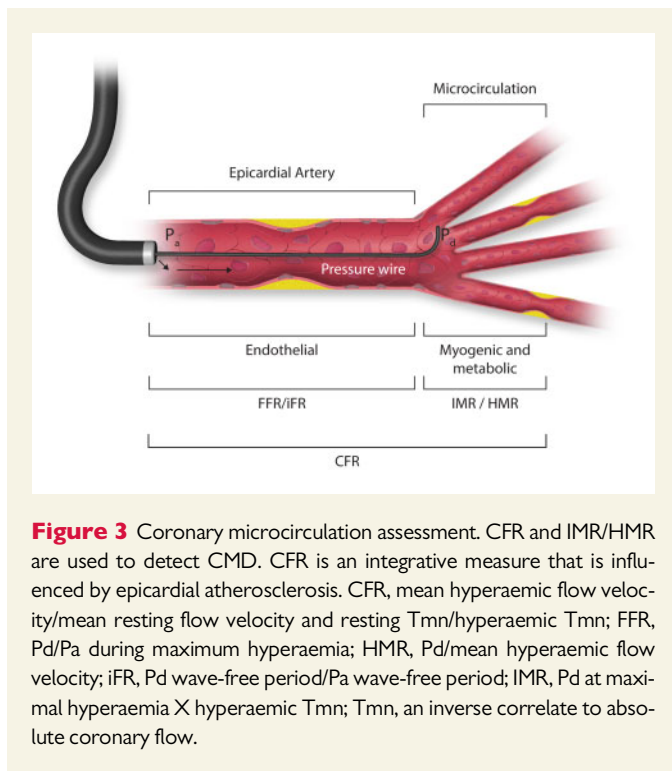 Microcirculation
Epicardial Artery
Pa
Pd
Pressure wire
Endothelial
Myogenic and
metabolic
FFR/iFR
IMR / HMR
CFR
Figure 3 Coronary microcirculation assessment. CFR and IMR/HMR
are used to detect CMD. CFR is an integrative measure that is influ-
enced by epicardial atherosclerosis. CFR, mean hyperaemic flow veloc-
ity/mean resting flow velocity and resting Tmn/hyperaemic Tmn; FFR,
Pd/Pa during maximum hyperaemia; HMR, Pd/mean hyperaemic flow
velocity; iFR, Pd wave-free period/Pa wave-free period; IMR, Pd at maxi-
mal hyperaemia X hyperaemic Tmn; Tmn, an inverse correlate to abso-
lute coronary flow.